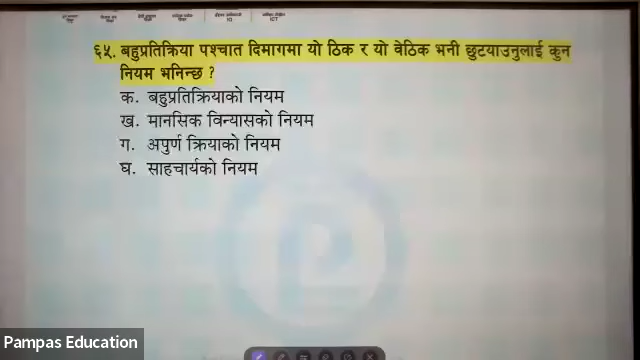 ICT
६५. बहुप्रतिक्रिया पश्चात दिमागमा यो ठिक र यो वेठिक भनी छुटयाउनुलाई कुन
नियम भनिन्छ ?
क. बहुप्रतिक्रियाको नियम
ख. मानसिक विन्यासको नियम
ग. अपुर्ण क्रियाको नियम
घ. साहचार्यको नियम
Pampas Education